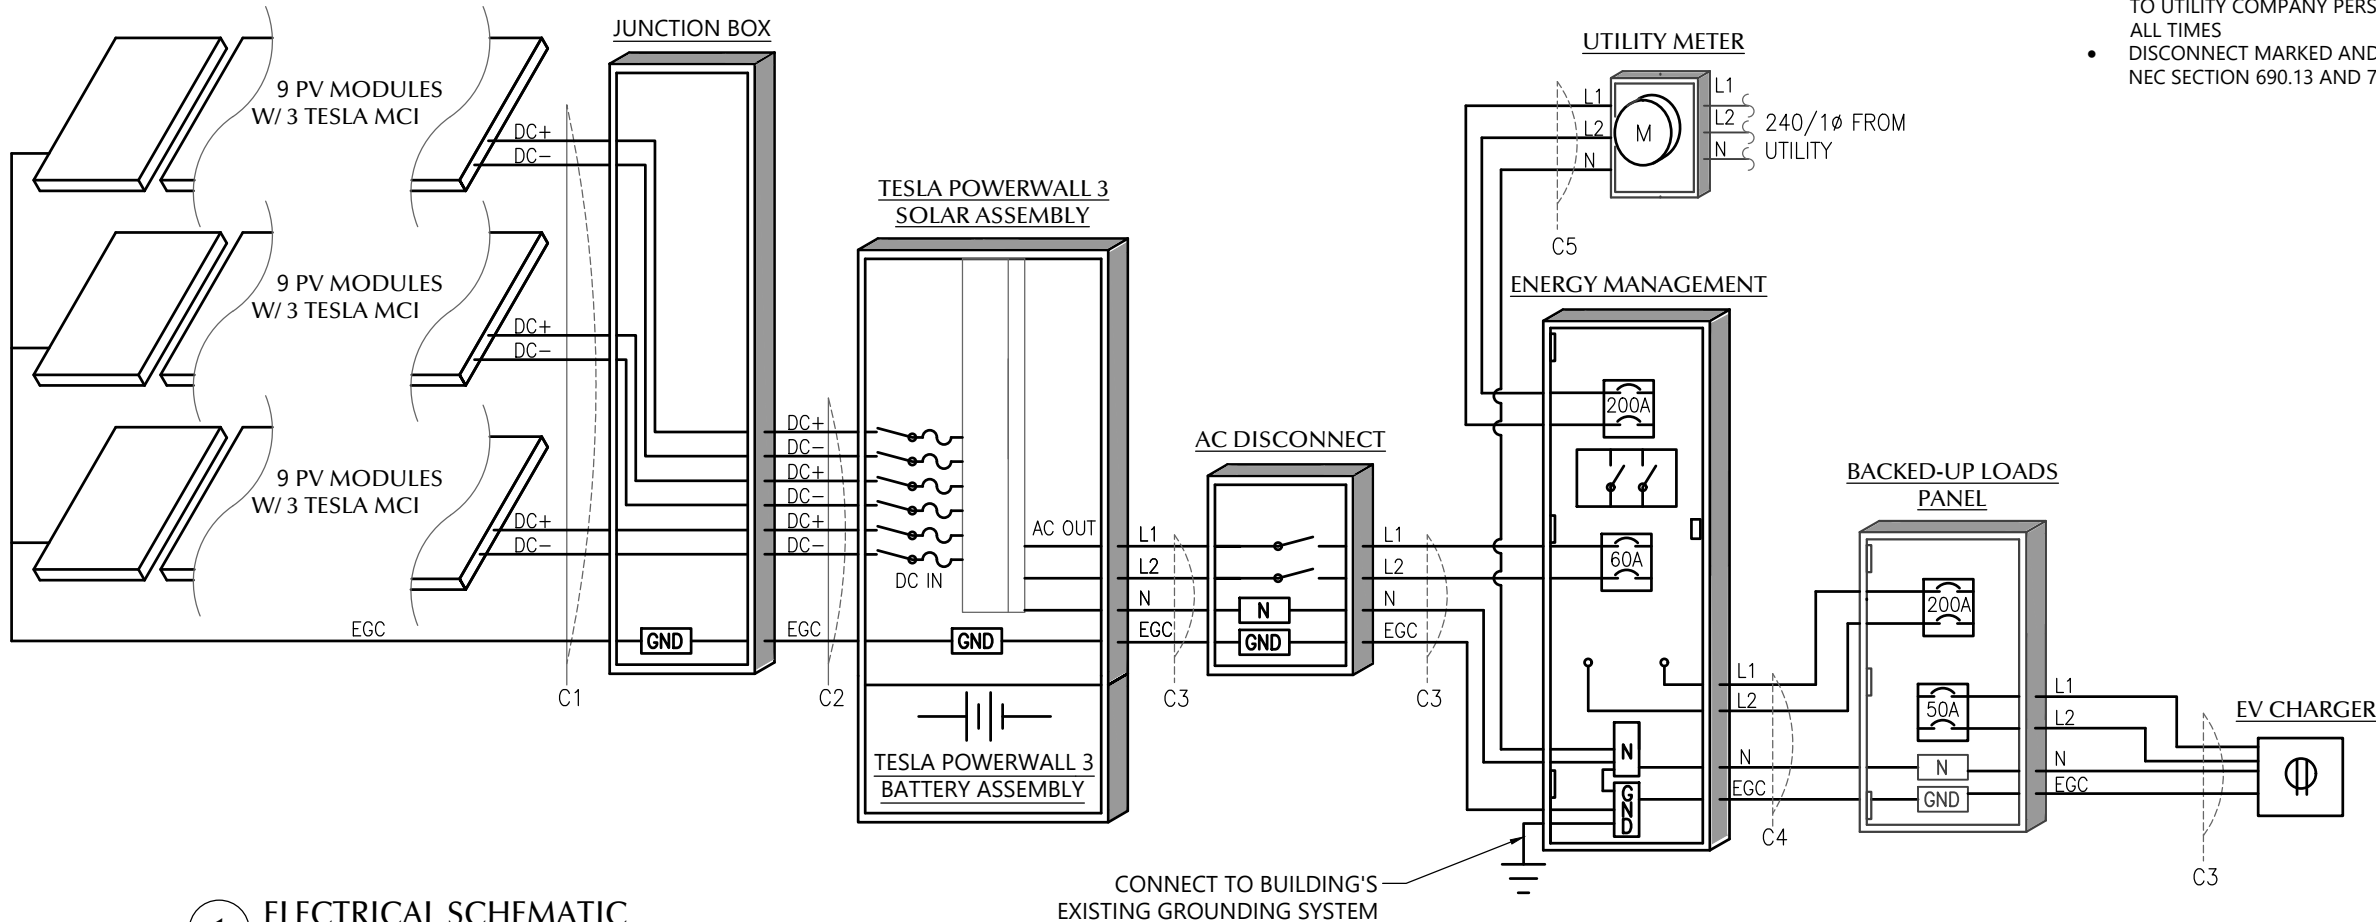 TO UTILITY COMPANY PERS
ALL TIMES
• DISCONNECT MARKED AND
NEC SECTION 690.13 AND 7
JUNCTION BOX
9 PV MODULES
W/ 3 TESLA MCI
DC+
DC-
9 PV MODULES
W/ 3 TESLA MCI
DC+
DC-
9 PV MODULES
W/ 3 TESLA MCI
DC+
DC-
EGC
C1
GND
DC+
DC-
DC+
DC-
DC+
DC-
EGC
C2
TESLA POWERWALL 3
SOLAR ASSEMBLY
DC IN
AC OUT
GND
TESLA POWERWALL 3
BATTERY ASSEMBLY
L1
L2
N
EGC
C3
AC DISCONNECT
N
GND
L1
L2
N
EGC
C3
UTILITY METER
L1
L2
N
M
L1
L2
N
240/1ø FROM
UTILITY
C5
ENERGY MANAGEMENT
200A
60A
N
GND
L1
L2
N
EGC
C4
BACKED-UP LOADS
PANEL
200A
50A
N
GND
L1
L2
N
EGC
C3
EV CHARGER
CONNECT TO BUILDING'S
EXISTING GROUNDING SYSTEM
ELECTRICAL SCHEMATIC